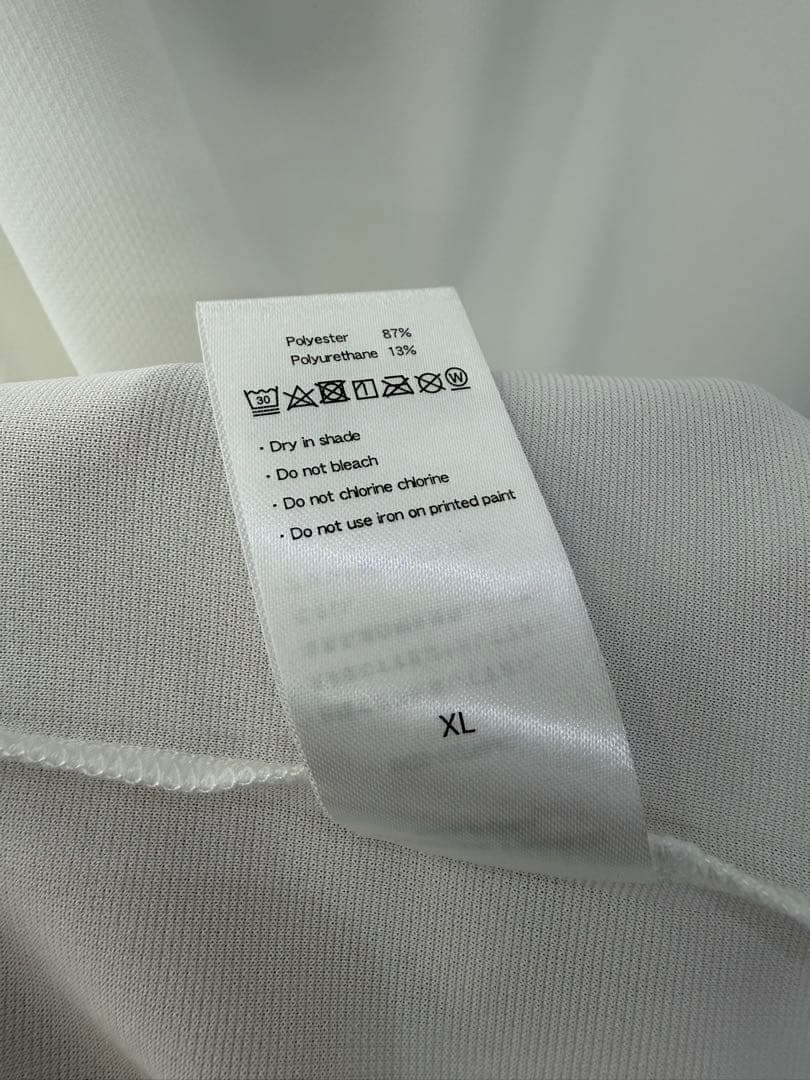 Polyester 87%
Polyurethane 13%
30 W
· Dry in shade
· Do not bleach
· Do not chlorine chlorine
· Do not use iron on printed paint
XL